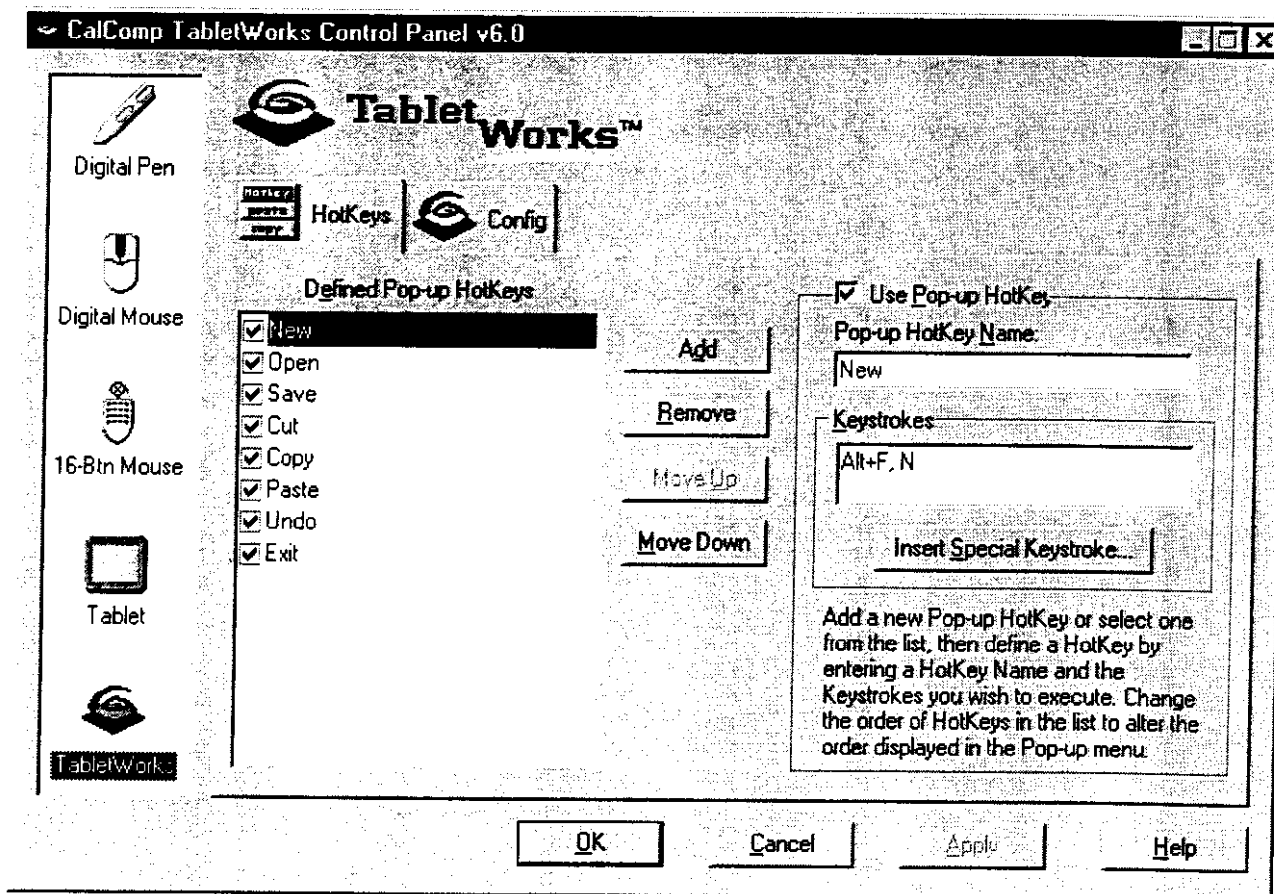 CalComp TabletWorks Control Panel v6.0
Digital Pen
Digital Mouse
16-Btn Mouse
Tablet
TabletWorks
Tablet
Works™
HotKey
paste
copy
HotKeys
Config
Defined Pop-up HotKeys
New
Open
Save
Cut
Copy
Paste
Undo
Exit
Add
Remove
Move Up
Move Down
Use Pop-up HotKey
Pop-up HotKey Name:
New
Keystrokes
Alt+F, N
Insert Special Keystroke...
Add a new Pop-up HotKey or select one
from the list, then define a HotKey by
entering a HotKey Name and the
Keystrokes you wish to execute. Change
the order of HotKeys in the list to alter the
order displayed in the Pop-up menu.
OK
Cancel
Apply
Help